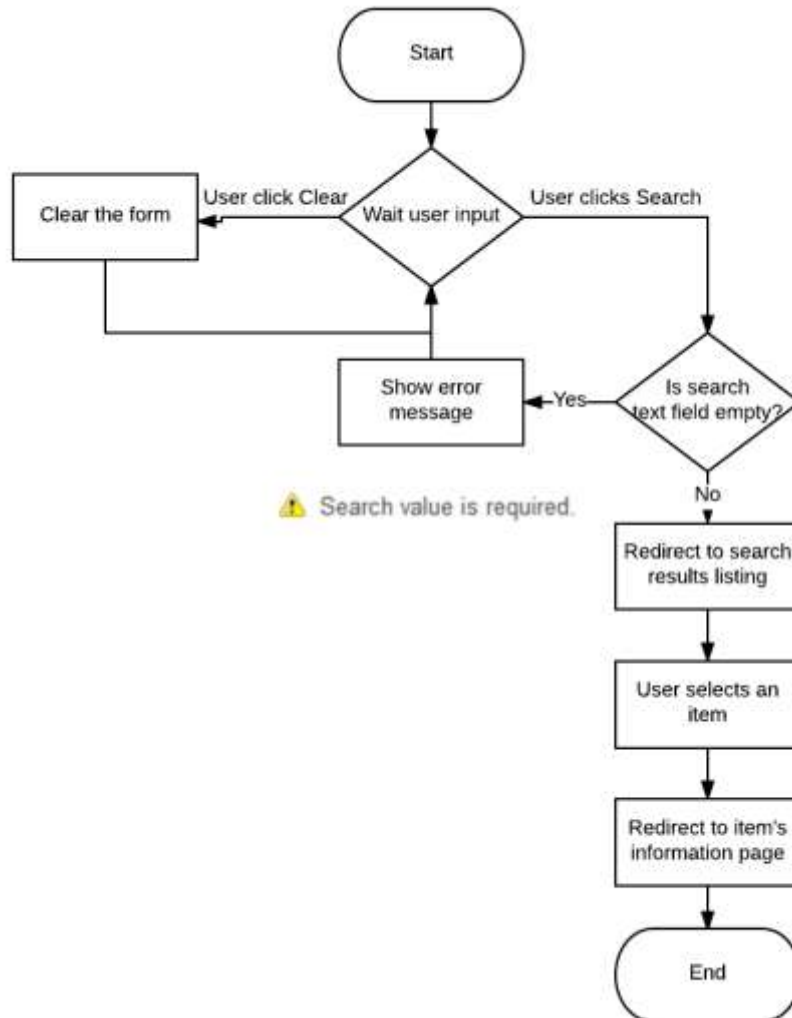 Start
User click Clear
Wait user input
User clicks Search
Clear the form
Show error
message
Yes
Is search
text field empty?
Search value is required.
No
Redirect to search
results listing
User selects an
item
Redirect to item's
information page
End